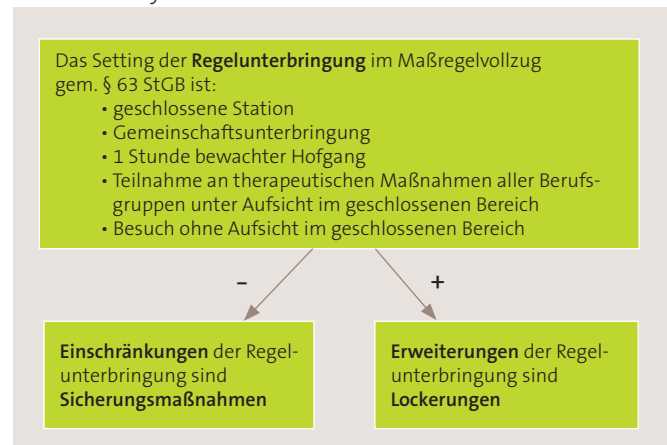 Das Setting der Regelunterbringung im Maßregelvollzug
gem. § 63 StGB ist:
• geschlossene Station
• Gemeinschaftsunterbringung
• 1 Stunde bewachter Hofgang
• Teilnahme an therapeutischen Maßnahmen aller Berufs-
gruppen unter Aufsicht im geschlossenen Bereich
• Besuch ohne Aufsicht im geschlossenen Bereich
–
+
Einschränkungen der Regel-
unterbringung sind
Sicherungsmaßnahmen
Erweiterungen der Regel-
unterbringung sind
Lockerungen